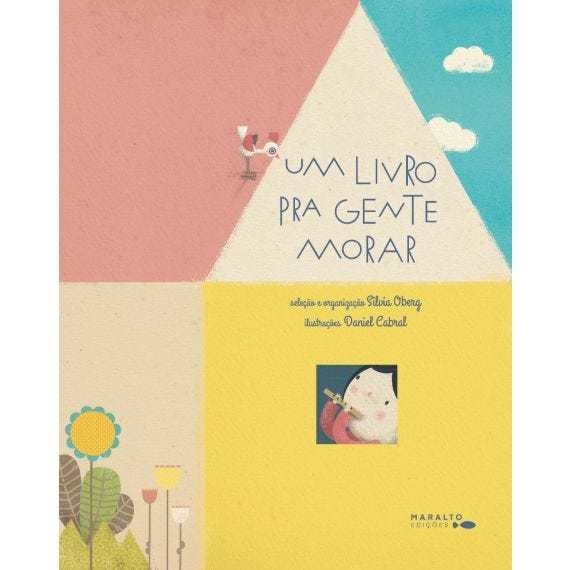 UM LIVRO
PRA GENTE
MORAR
seleção e organização Silvia Oberg
ilustrações Daniel Cabral
MARALTO
EDIÇÕES